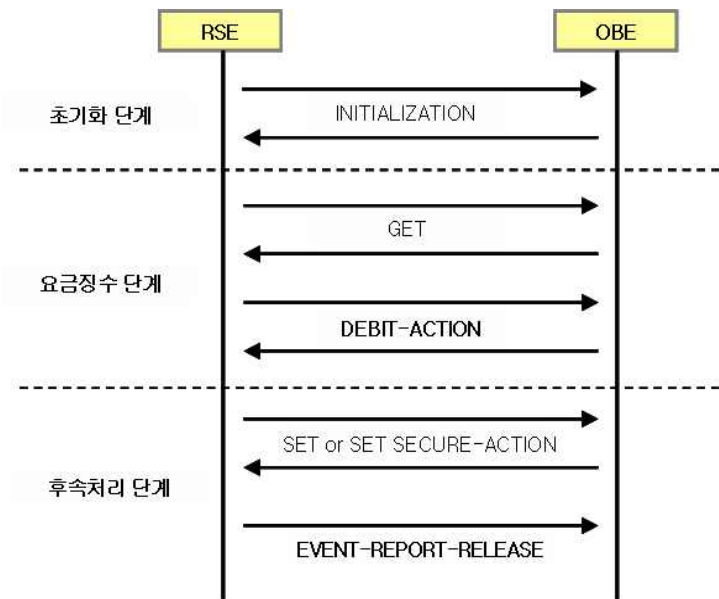 RSE
OBE
초기화 단계
INITIALIZATION
GET
요금징수 단계
DEBIT-ACTION
SET or SET SECURE-ACTION
후속처리 단계
EVENT-REPORT-RELEASE